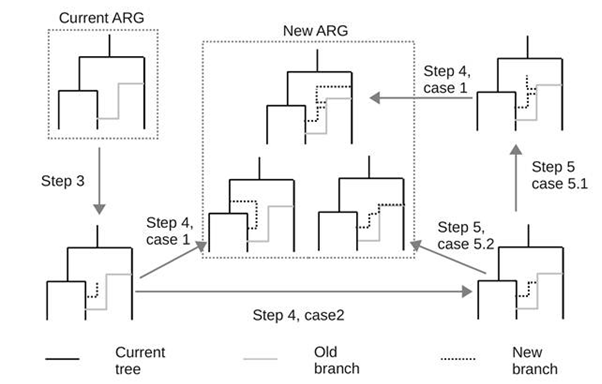 Current ARG
New ARG
Step 4,
case 1
Step 3
Step 5
case 5.1
Step 4,
case 1
Step 5,
case 5.2
Step 4, case2
Current
tree
Old
branch
New
branch